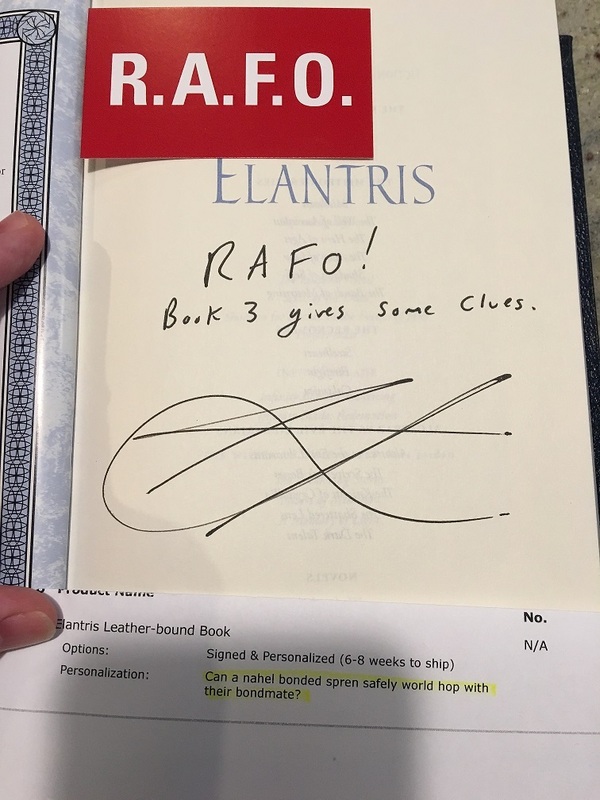 R.A.F.O.
ELANTRIS
RAFO!
Book 3 gives some clues.
Product Name
No.
Elantris Leather-bound Book
N/A
Options: Signed & Personalized (6-8 weeks to ship)
Personalization: Can a nahel bonded spren safely world hop with
their bondmate?